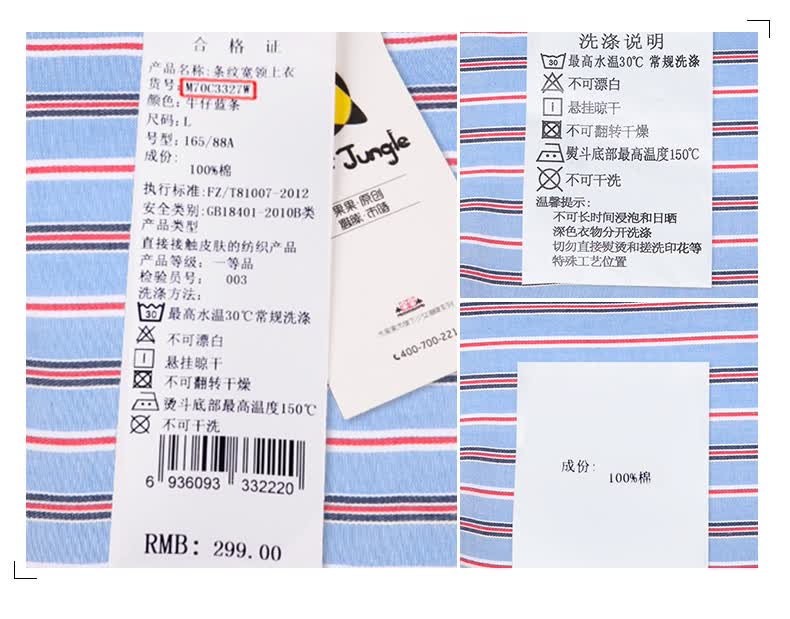 合格证
产品名称:条纹宽领上衣
货号:M70C3327W
颜色:牛仔蓝条
尺码:L
号型:165/88A
成份:
100%棉
执行标准:FZ/T81007-2012
安全类别:GB18401-2010B类
产品类型
直接接触皮肤的纺织产品
产品等级: 一等品
检验员号: 003
洗涤方法:
30 最高水温30℃常规洗涤
不可漂白
悬挂晾干
不可翻转干燥
熨斗底部最高温度150℃
不可干洗
6 936093 332220
RMB: 299.00
Jungle
果果·原创
400-700-221
洗涤说明
30 最高水温30℃ 常规洗涤
不可漂白
悬挂晾干
不可翻转干燥
熨斗底部最高温度150℃
不可干洗
温馨提示:
不可长时间浸泡和日晒
深色衣物分开洗涤
切勿直接熨烫和搓洗印花等
特殊工艺位置
成份:
100%棉